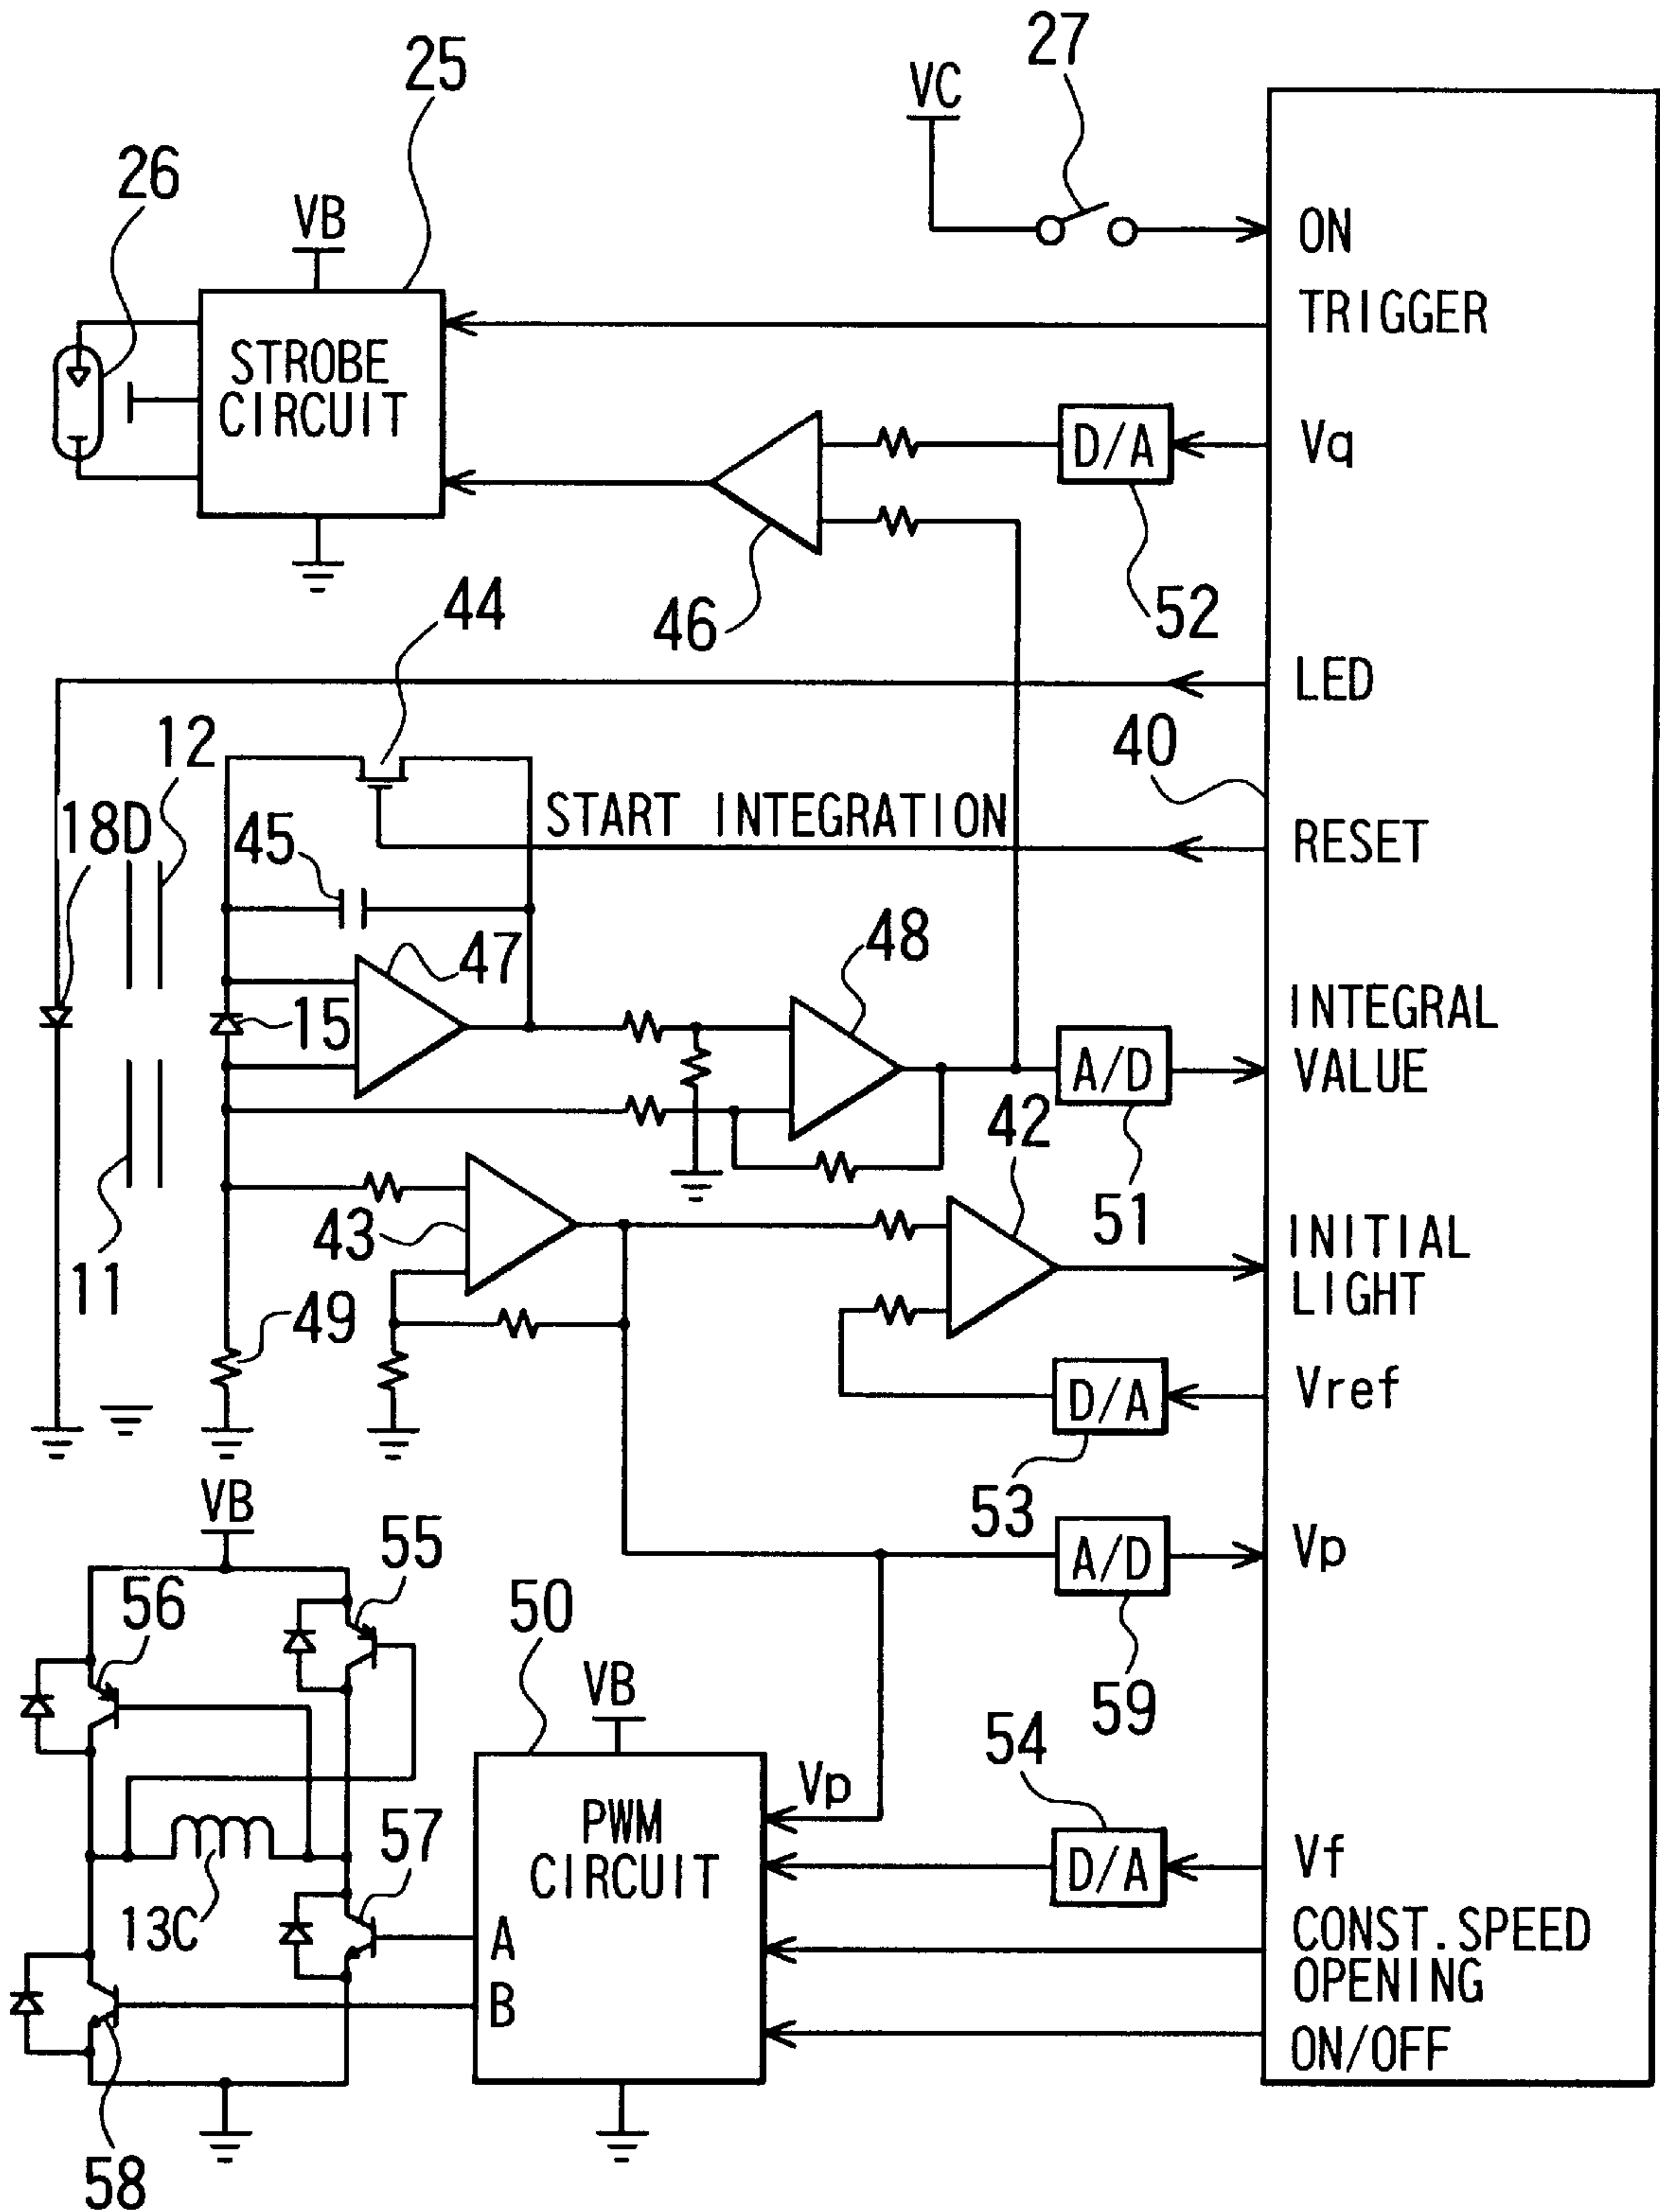 25
27
VC
26
VB
ON
TRIGGER
STROBE
CIRCUIT
D/A
Vq
46
52
44
LED
40
12
START INTEGRATION
RESET
18D
45
47
48
15
INTEGRAL
VALUE
A/D
42
51
43
INITIAL
LIGHT
11
49
D/A
Vref
53
VB
55
A/D
Vp
56
50
59
VB
54
Vp
57
PWM
CIRCUIT
D/A
Vf
13C
A
CONST. SPEED
OPENING
B
ON/OFF
58